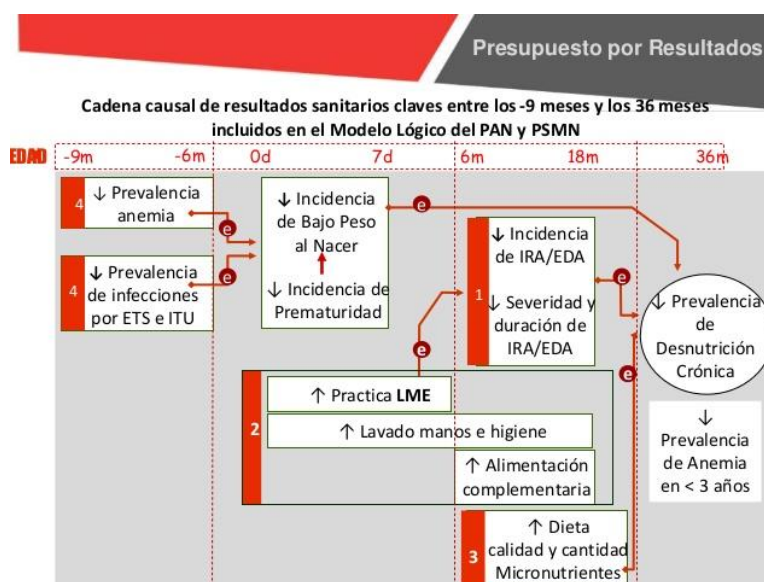 Presupuesto por Resultados
Cadena causal de resultados sanitarios claves entre los -9 meses y los 36 meses
incluidos en el Modelo Lógico del PAN y PSMN
EDAD -9m -6m 0d 7d 6m 18m 36m
4
↓ Prevalencia
anemia
e
4
↓ Prevalencia
de infecciones
por ETS e ITU
e
↓ Incidencia
de Bajo Peso
al Nacer
↓ Incidencia de
Prematuridad
e
1
↓ Incidencia
de IRA/EDA
↓ Severidad y
duración de
IRA/EDA
e
e
e
↓ Prevalencia
de
Desnutrición
Crónica
2
↑ Practica LME
↑ Lavado manos e higiene
↑ Alimentación
complementaria
↓
Prevalencia
de Anemia
en < 3 años
3
↑ Dieta
calidad y cantidad
Micronutrientes